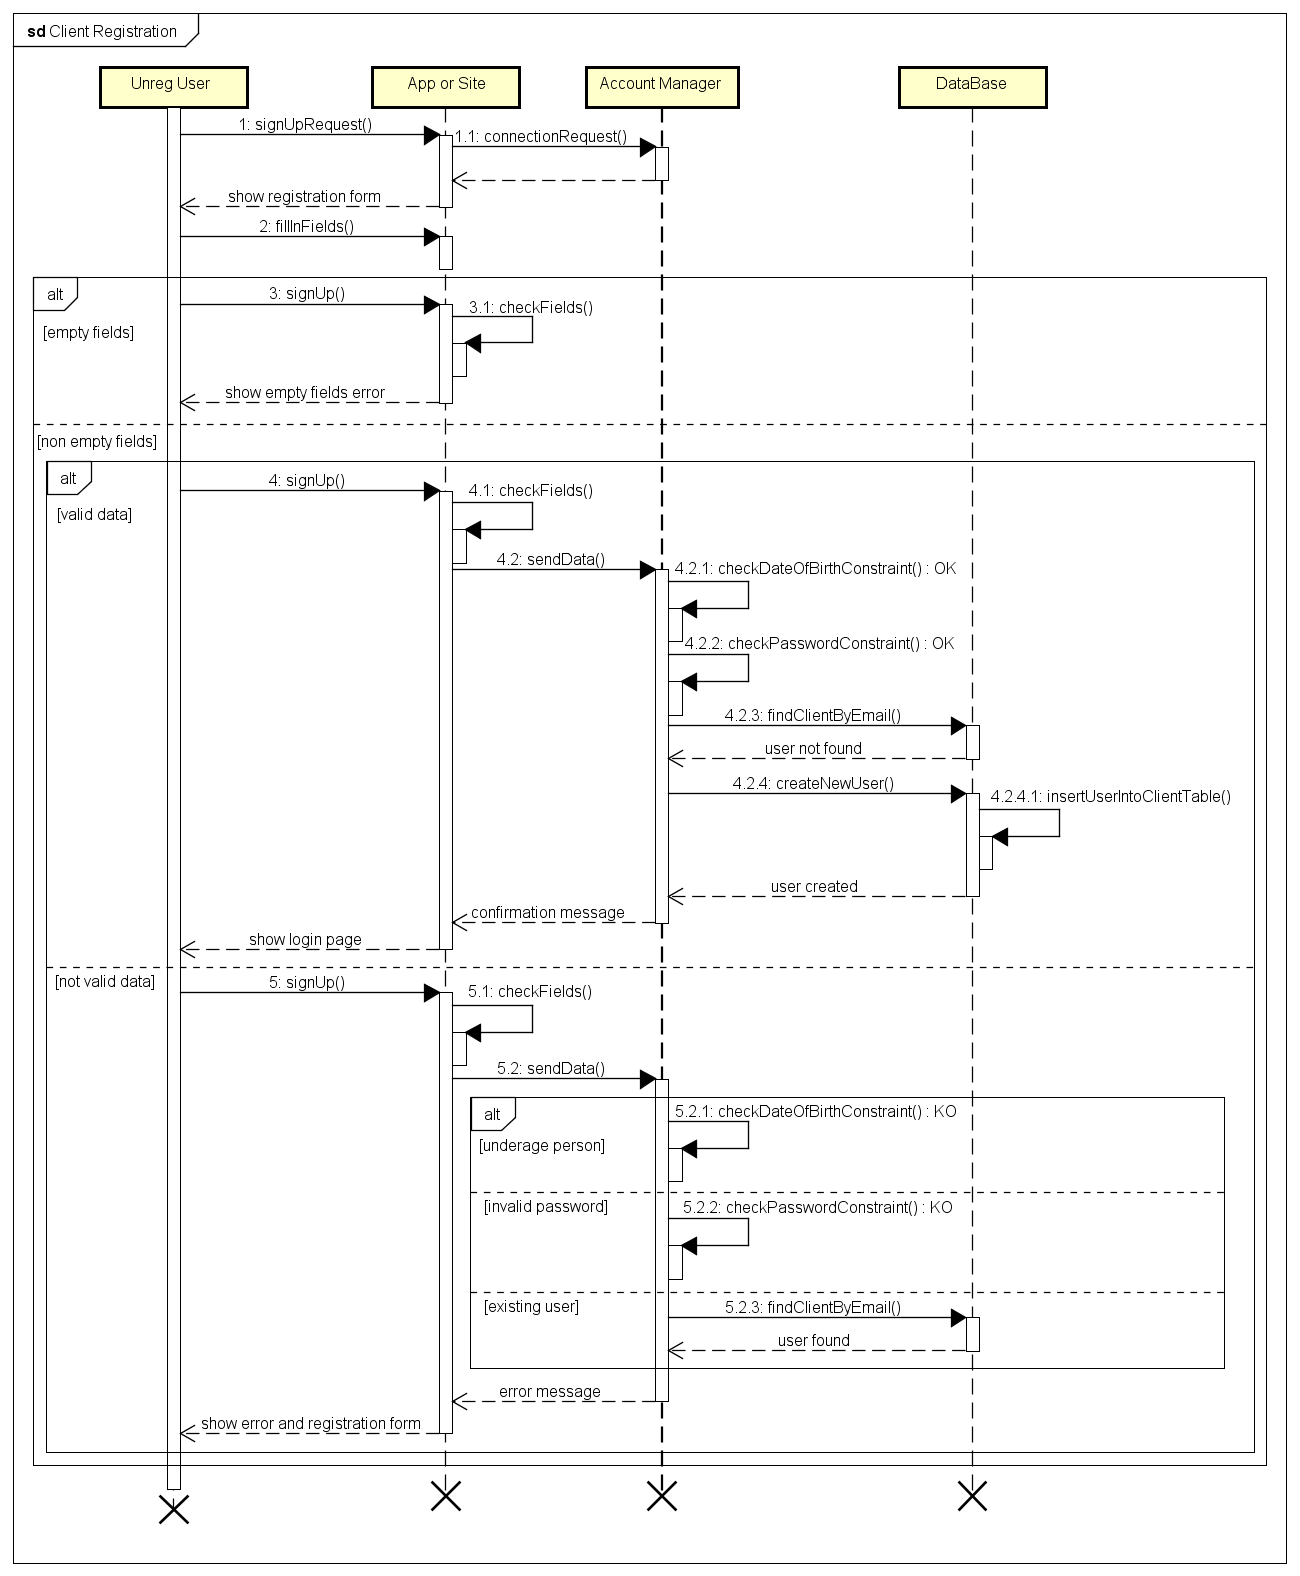 sd Client Registration
Unreg User
App or Site
Account Manager
DataBase
1: signUpRequest()
1.1: connectionRequest()
show registration form
2: fillInFields()
alt
3: signUp()
3.1: checkFields()
[empty fields]
show empty fields error
[non empty fields]
alt
4: signUp()
4.1: checkFields()
[valid data]
4.2: sendData()
4.2.1: checkDateOfBirthConstraint() : OK
4.2.2: checkPasswordConstraint() : OK
4.2.3: findClientByEmail()
user not found
4.2.4: createNewUser()
4.2.4.1: insertUserIntoClientTable()
user created
confirmation message
show login page
[not valid data]
5: signUp()
5.1: checkFields()
5.2: sendData()
alt
5.2.1: checkDateOfBirthConstraint() : KO
[underage person]
[invalid password]
5.2.2: checkPasswordConstraint() : KO
[existing user]
5.2.3: findClientByEmail()
user found
error message
show error and registration form